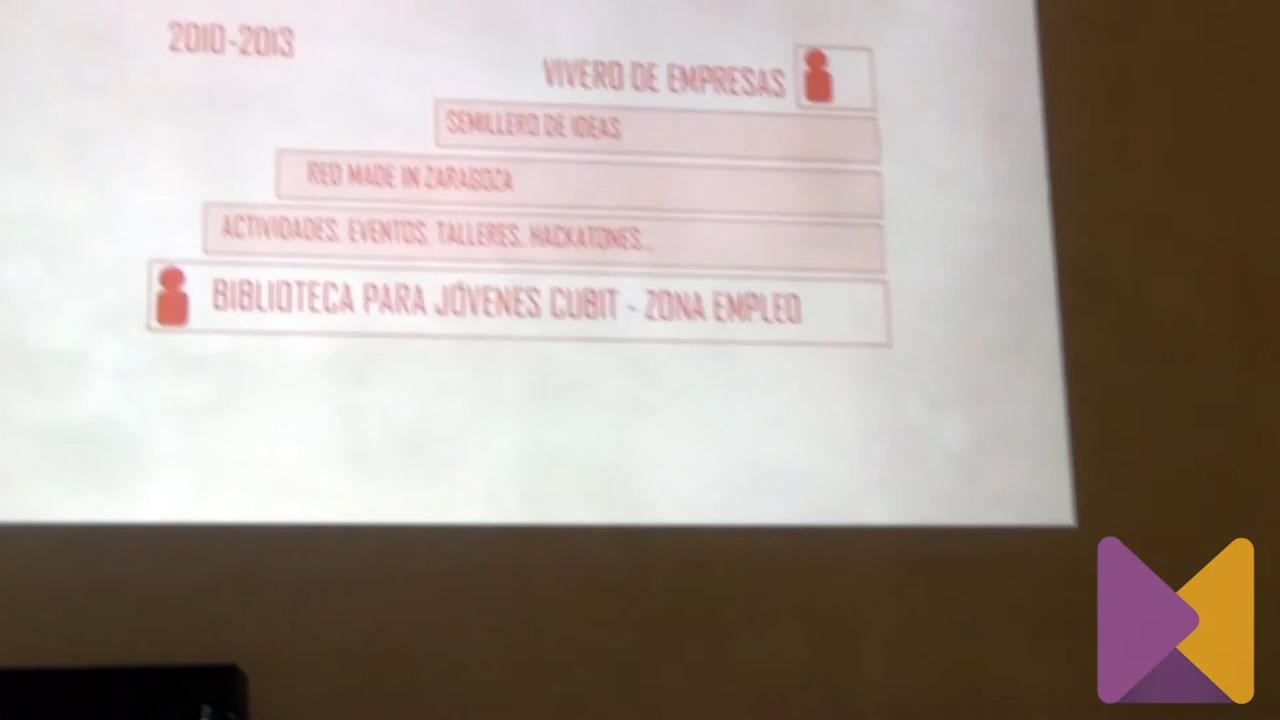 2010-2013
VIVERO DE EMPRESAS
SEMILLERO DE IDEAS
RED MADE IN ZARAGOZA
ACTIVIDADES, EVENTOS, TALLERES, HACKATONES...
BIBLIOTECA PARA JÓVENES CUBIT - ZONA EMPLEO